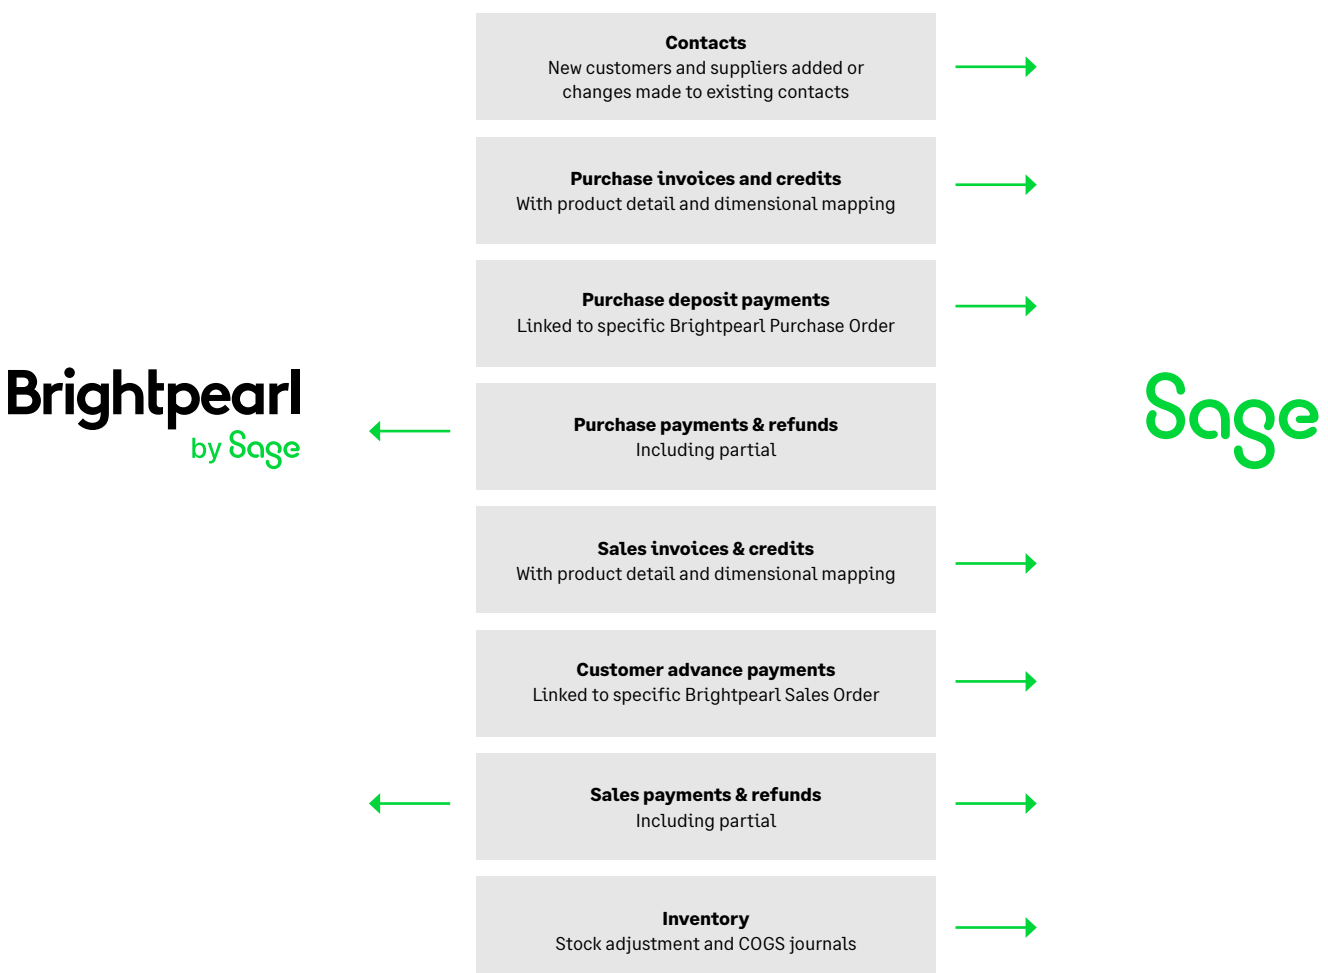 Contacts
New customers and suppliers added or
changes made to existing contacts
Purchase invoices and credits
With product detail and dimensional mapping
Purchase deposit payments
Linked to specific Brightpearl Purchase Order
Brightpearl
by Sage
Purchase payments & refunds
Including partial
Sage
Sales invoices & credits
With product detail and dimensional mapping
Customer advance payments
Linked to specific Brightpearl Sales Order
Sales payments & refunds
Including partial
Inventory
Stock adjustment and COGS journals